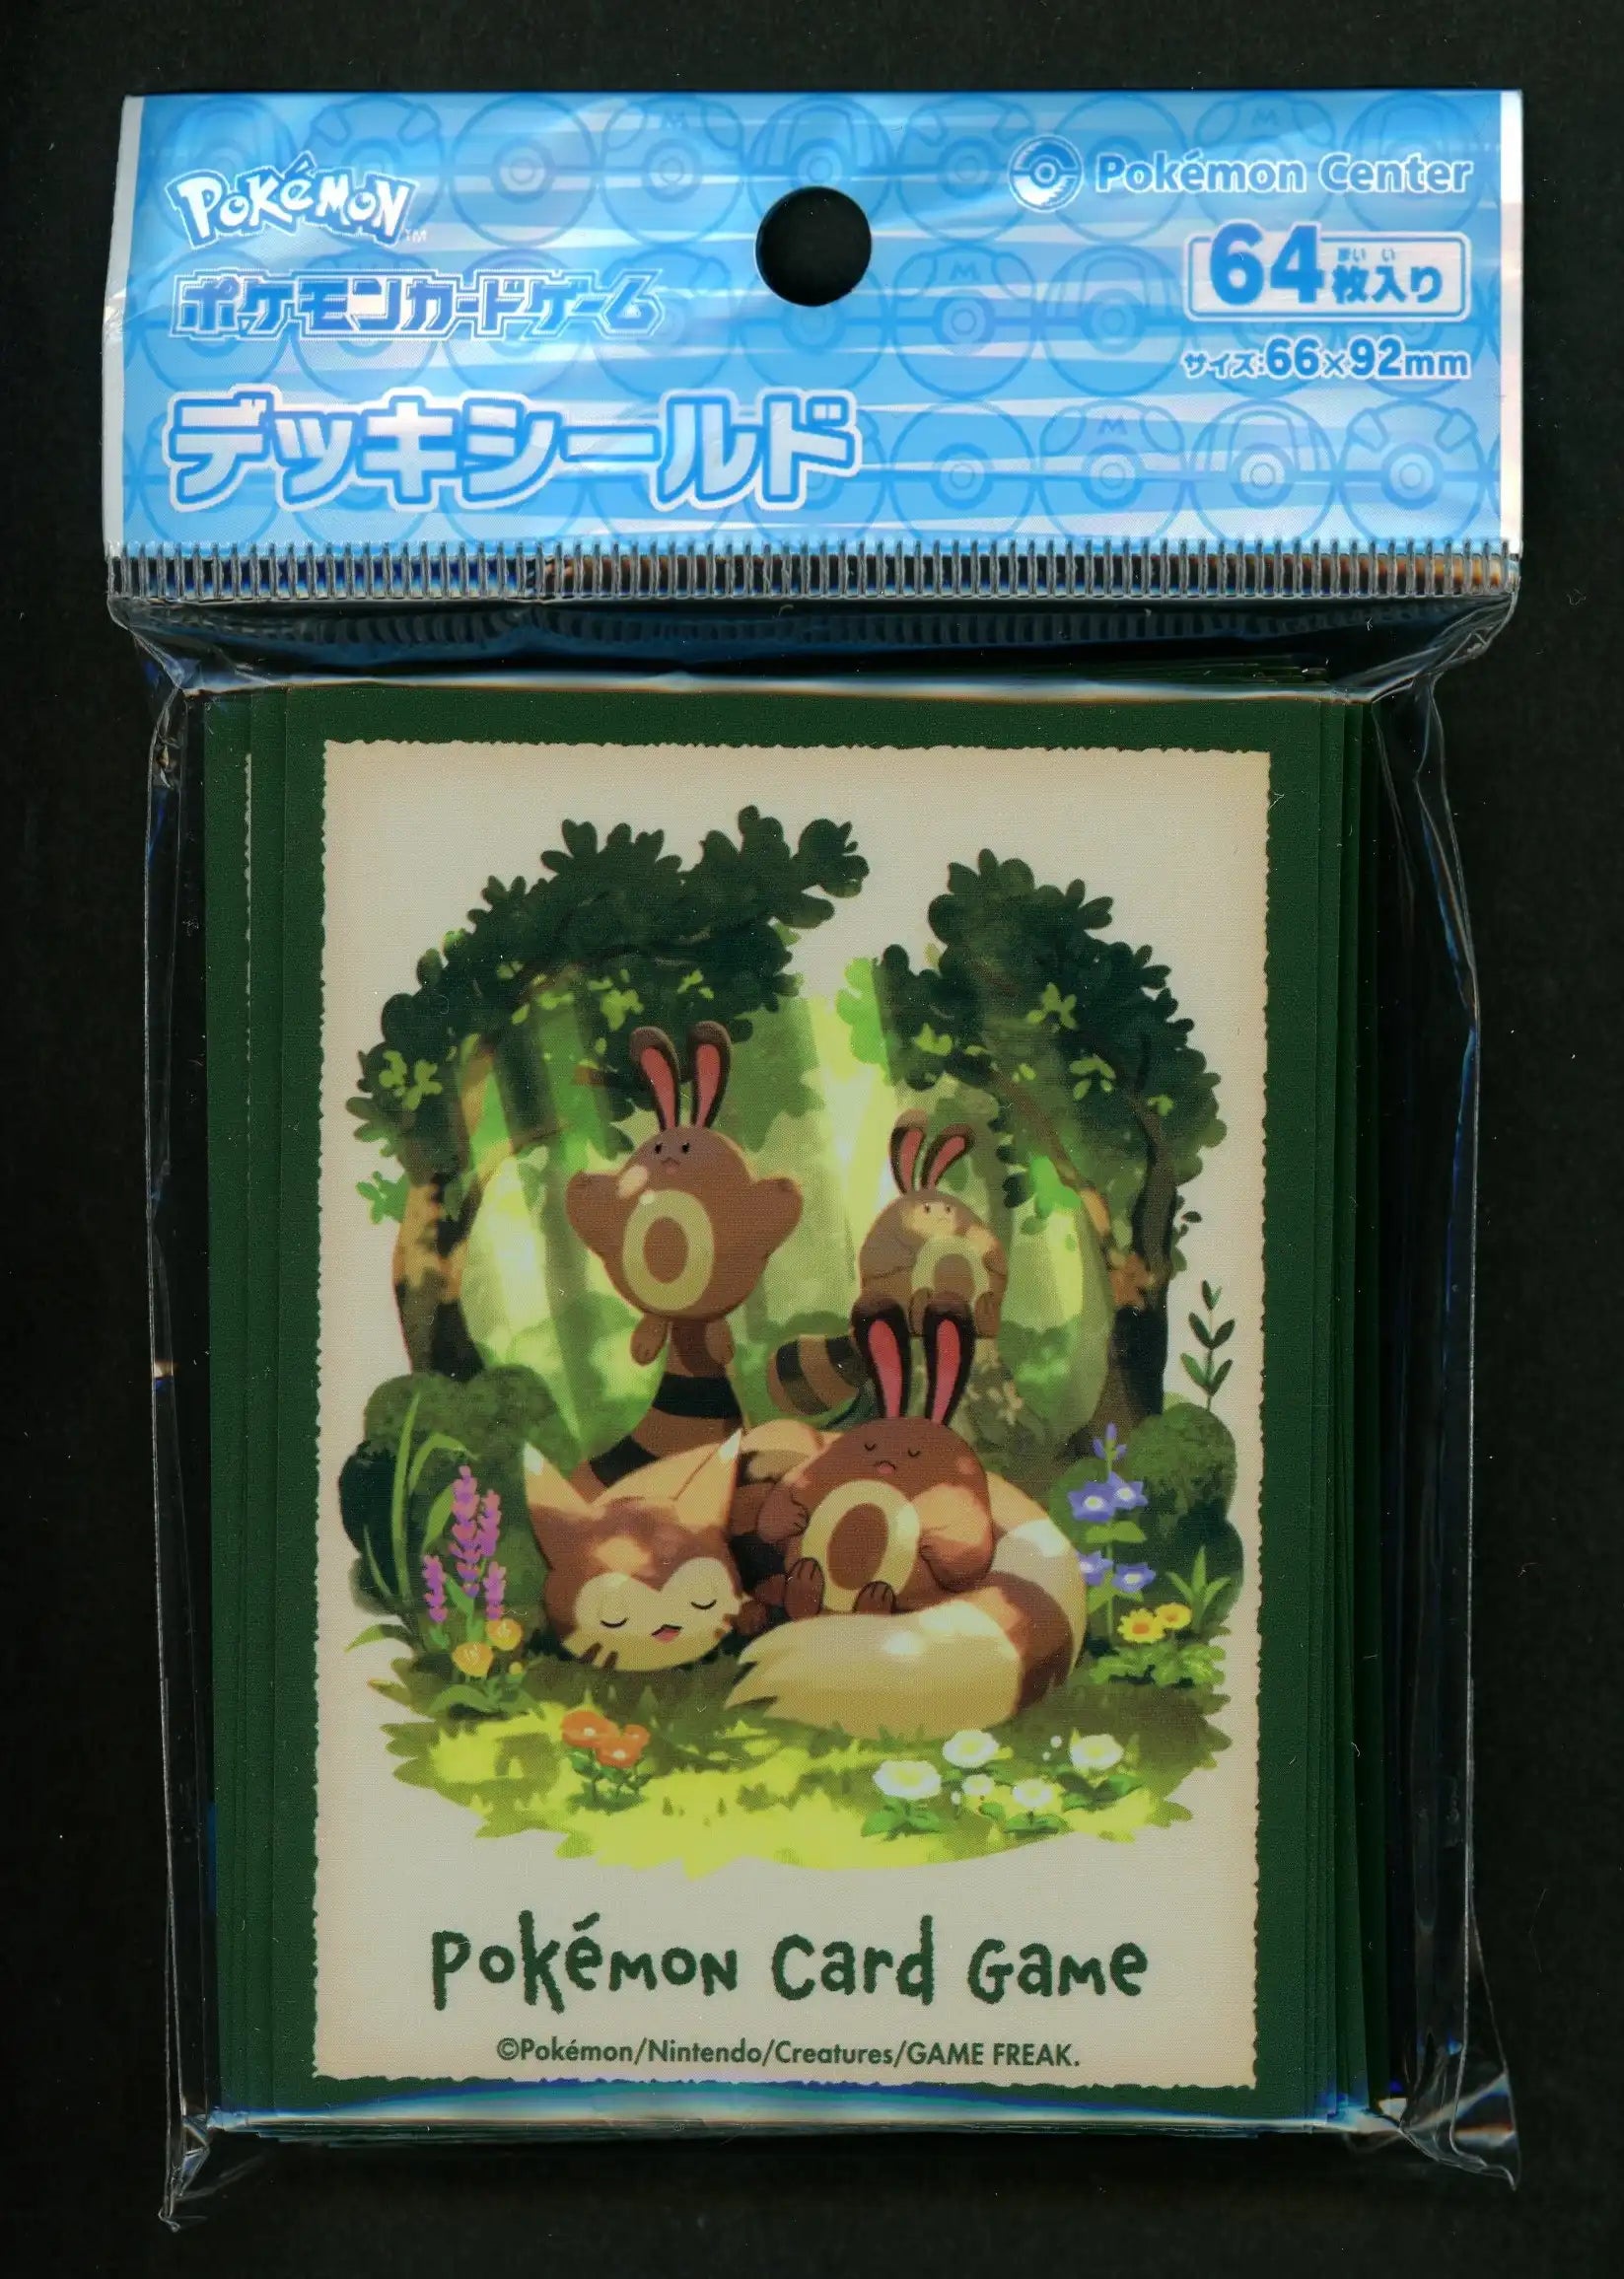 POKéMON TM
Pokémon Center
ポケモンカードゲーム
まい い
64枚入り
サイズ:66×92mm
デッキシールド
Pokémon Card Game
©Pokémon/Nintendo/Creatures/GAME FREAK.